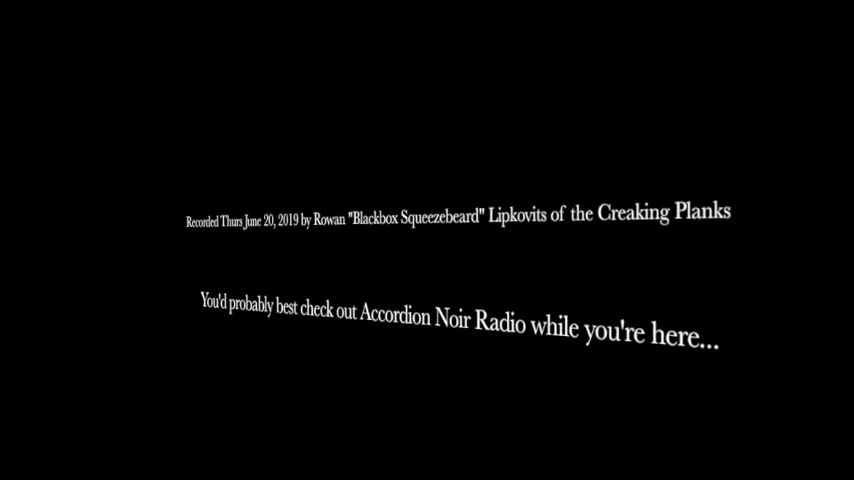 Recorded Thurs June 20, 2019 by Rowan "Blackbox Squeezebeard" Lipkovits of the Creaking Planks
You'd probably best check out Accordion Noir Radio while you're here...